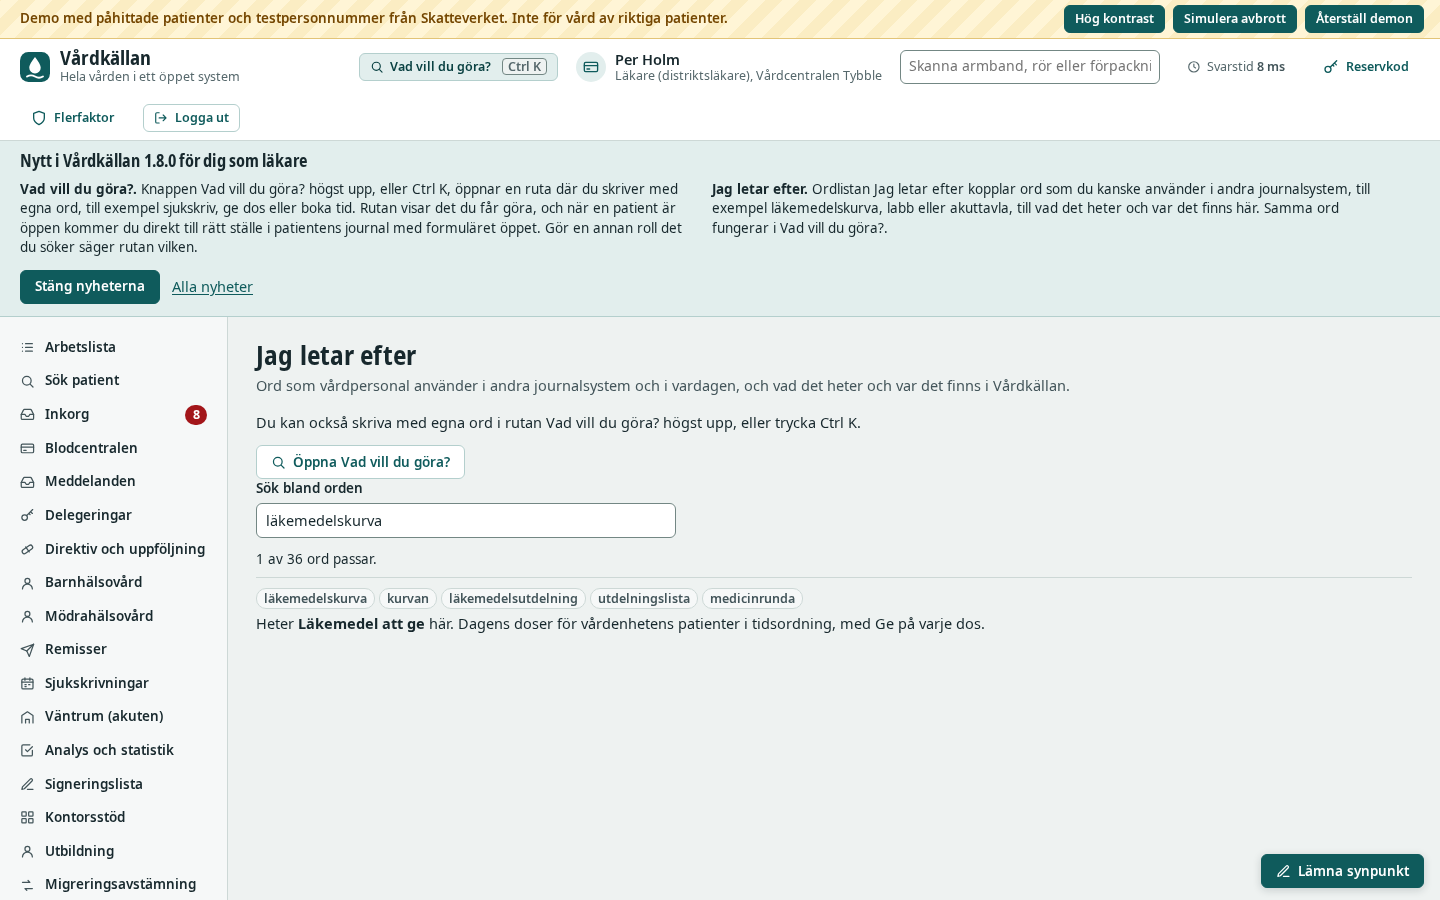 Demo med påhittade patienter och testpersonnummer från Skatteverket. Inte för vård av riktiga patienter.
Hög kontrast
Simulera avbrott
Återställ demon
Vårdkällan
Hela vården i ett öppet system
Vad vill du göra? Ctrl K
Per Holm
Läkare (distriktsläkare), Vårdcentralen Tybble
Skanna armband, rör eller förpackni
Svarstid 8 ms
Reservkod
Flerfaktor
Logga ut
Nytt i Vårdkällan 1.8.0 för dig som läkare
Vad vill du göra?. Knappen Vad vill du göra? högst upp, eller Ctrl K, öppnar en ruta där du skriver med
egna ord, till exempel sjukskriv, ge dos eller boka tid. Rutan visar det du får göra, och när en patient är
öppen kommer du direkt till rätt ställe i patientens journal med formuläret öppet. Gör en annan roll det
du söker säger rutan vilken.
Jag letar efter. Ordlistan Jag letar efter kopplar ord som du kanske använder i andra journalsystem, till
exempel läkemedelskurva, labb eller akuttavla, till vad det heter och var det finns här. Samma ord
fungerar i Vad vill du göra?.
Stäng nyheterna
Alla nyheter
Arbetslista
Sök patient
Inkorg 8
Blodcentralen
Meddelanden
Delegeringar
Direktiv och uppföljning
Barnhälsovård
Mödrahälsovård
Remisser
Sjukskrivningar
Väntrum (akuten)
Analys och statistik
Signeringslista
Kontorsstöd
Utbildning
Migreringsavstämning
Jag letar efter
Ord som vårdpersonal använder i andra journalsystem och i vardagen, och vad det heter och var det finns i Vårdkällan.
Du kan också skriva med egna ord i rutan Vad vill du göra? högst upp, eller trycka Ctrl K.
Öppna Vad vill du göra?
Sök bland orden
läkemedelskurva
1 av 36 ord passar.
läkemedelskurva kurvan läkemedelsutdelning utdelningslista medicinrunda
Heter Läkemedel att ge här. Dagens doser för vårdenhetens patienter i tidsordning, med Ge på varje dos.
Lämna synpunkt